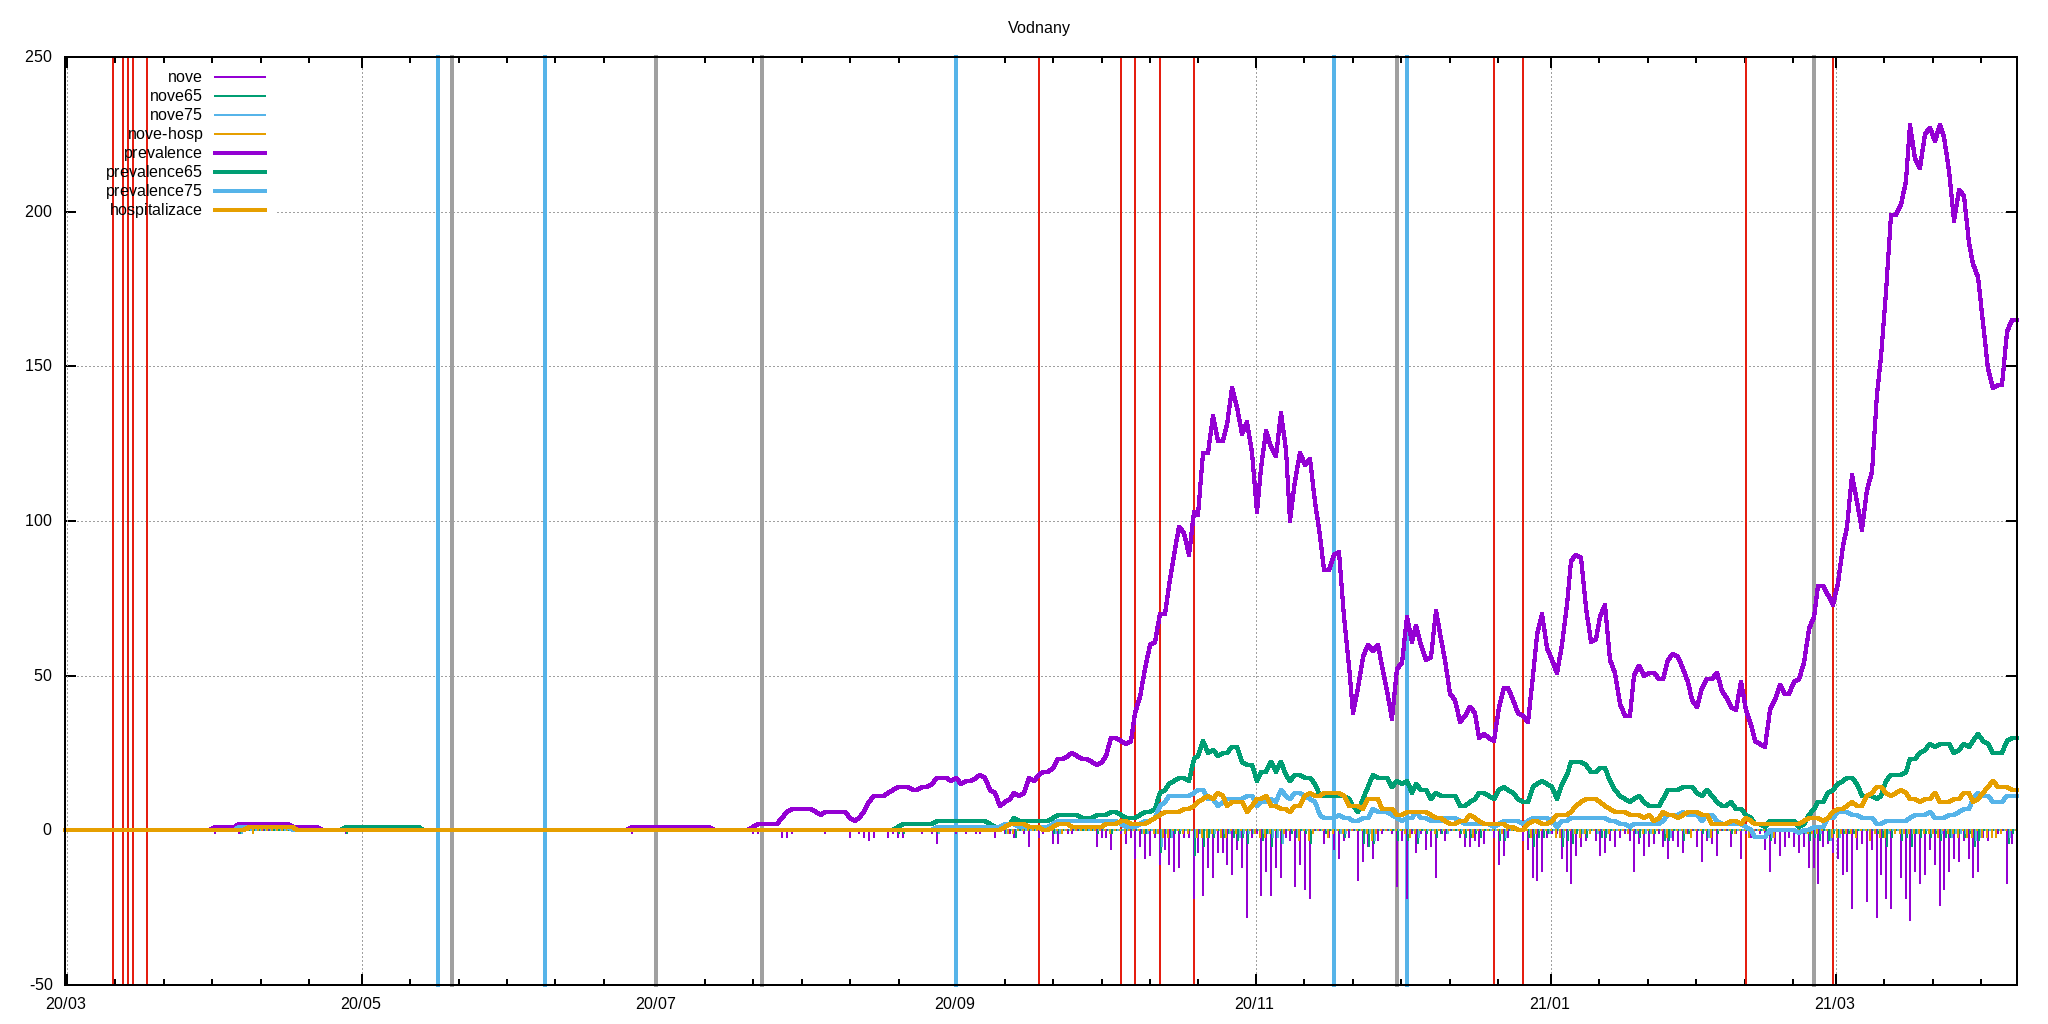 Vodnany
250
200
150
100
50
0
-50
nove
nove65
nove75
nove-hosp
prevalence
prevalence65
prevalence75
hospitalizace
20/03 20/05 20/07 20/09 20/11 21/01 21/03